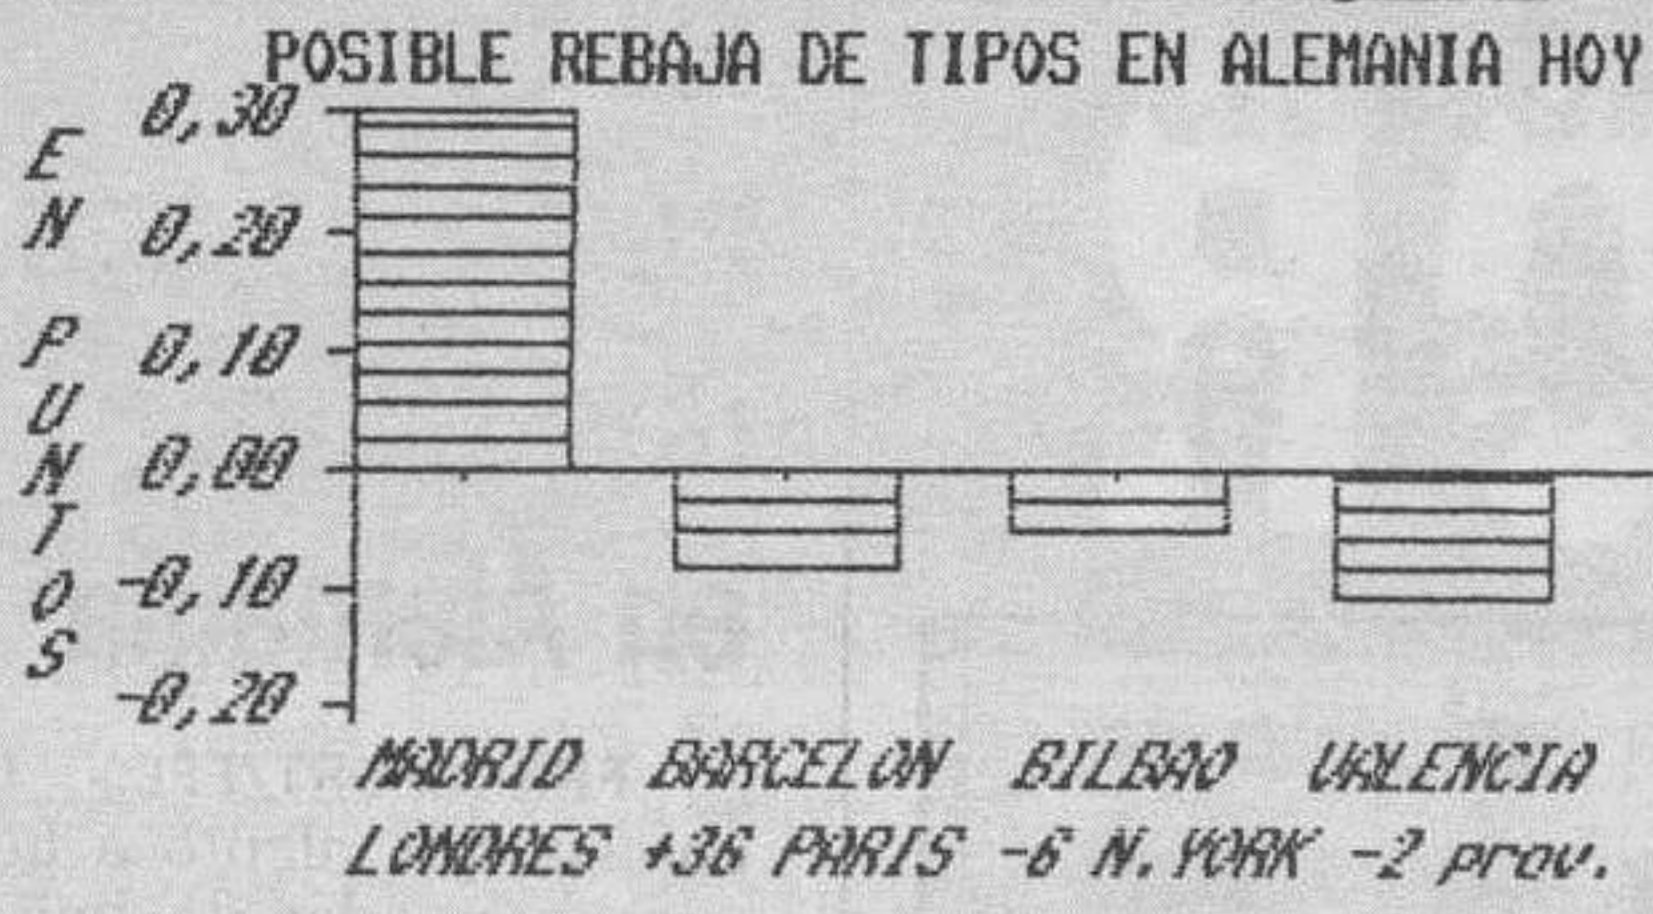 POSIBLE REBAJA DE TIPOS EN ALEMANIA HOY
EN PUNTOS
0,30
0,20
0,10
0,00
-0,10
-0,20
MADRID BARCELON BILBAO VALENCIA
LONDRES +36 PARIS -6 N.YORK -2 prov.